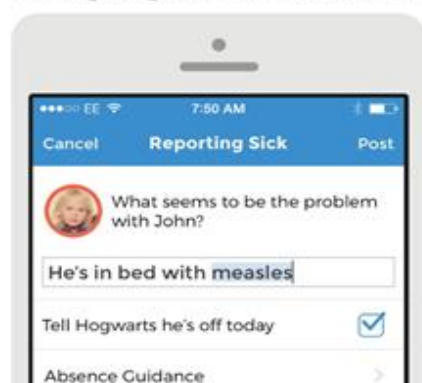 EE 7:50 AM
Cancel Reporting Sick Post
What seems to be the problem
with John?
He's in bed with measles
Tell Hogwarts he's off today
Absence Guidance